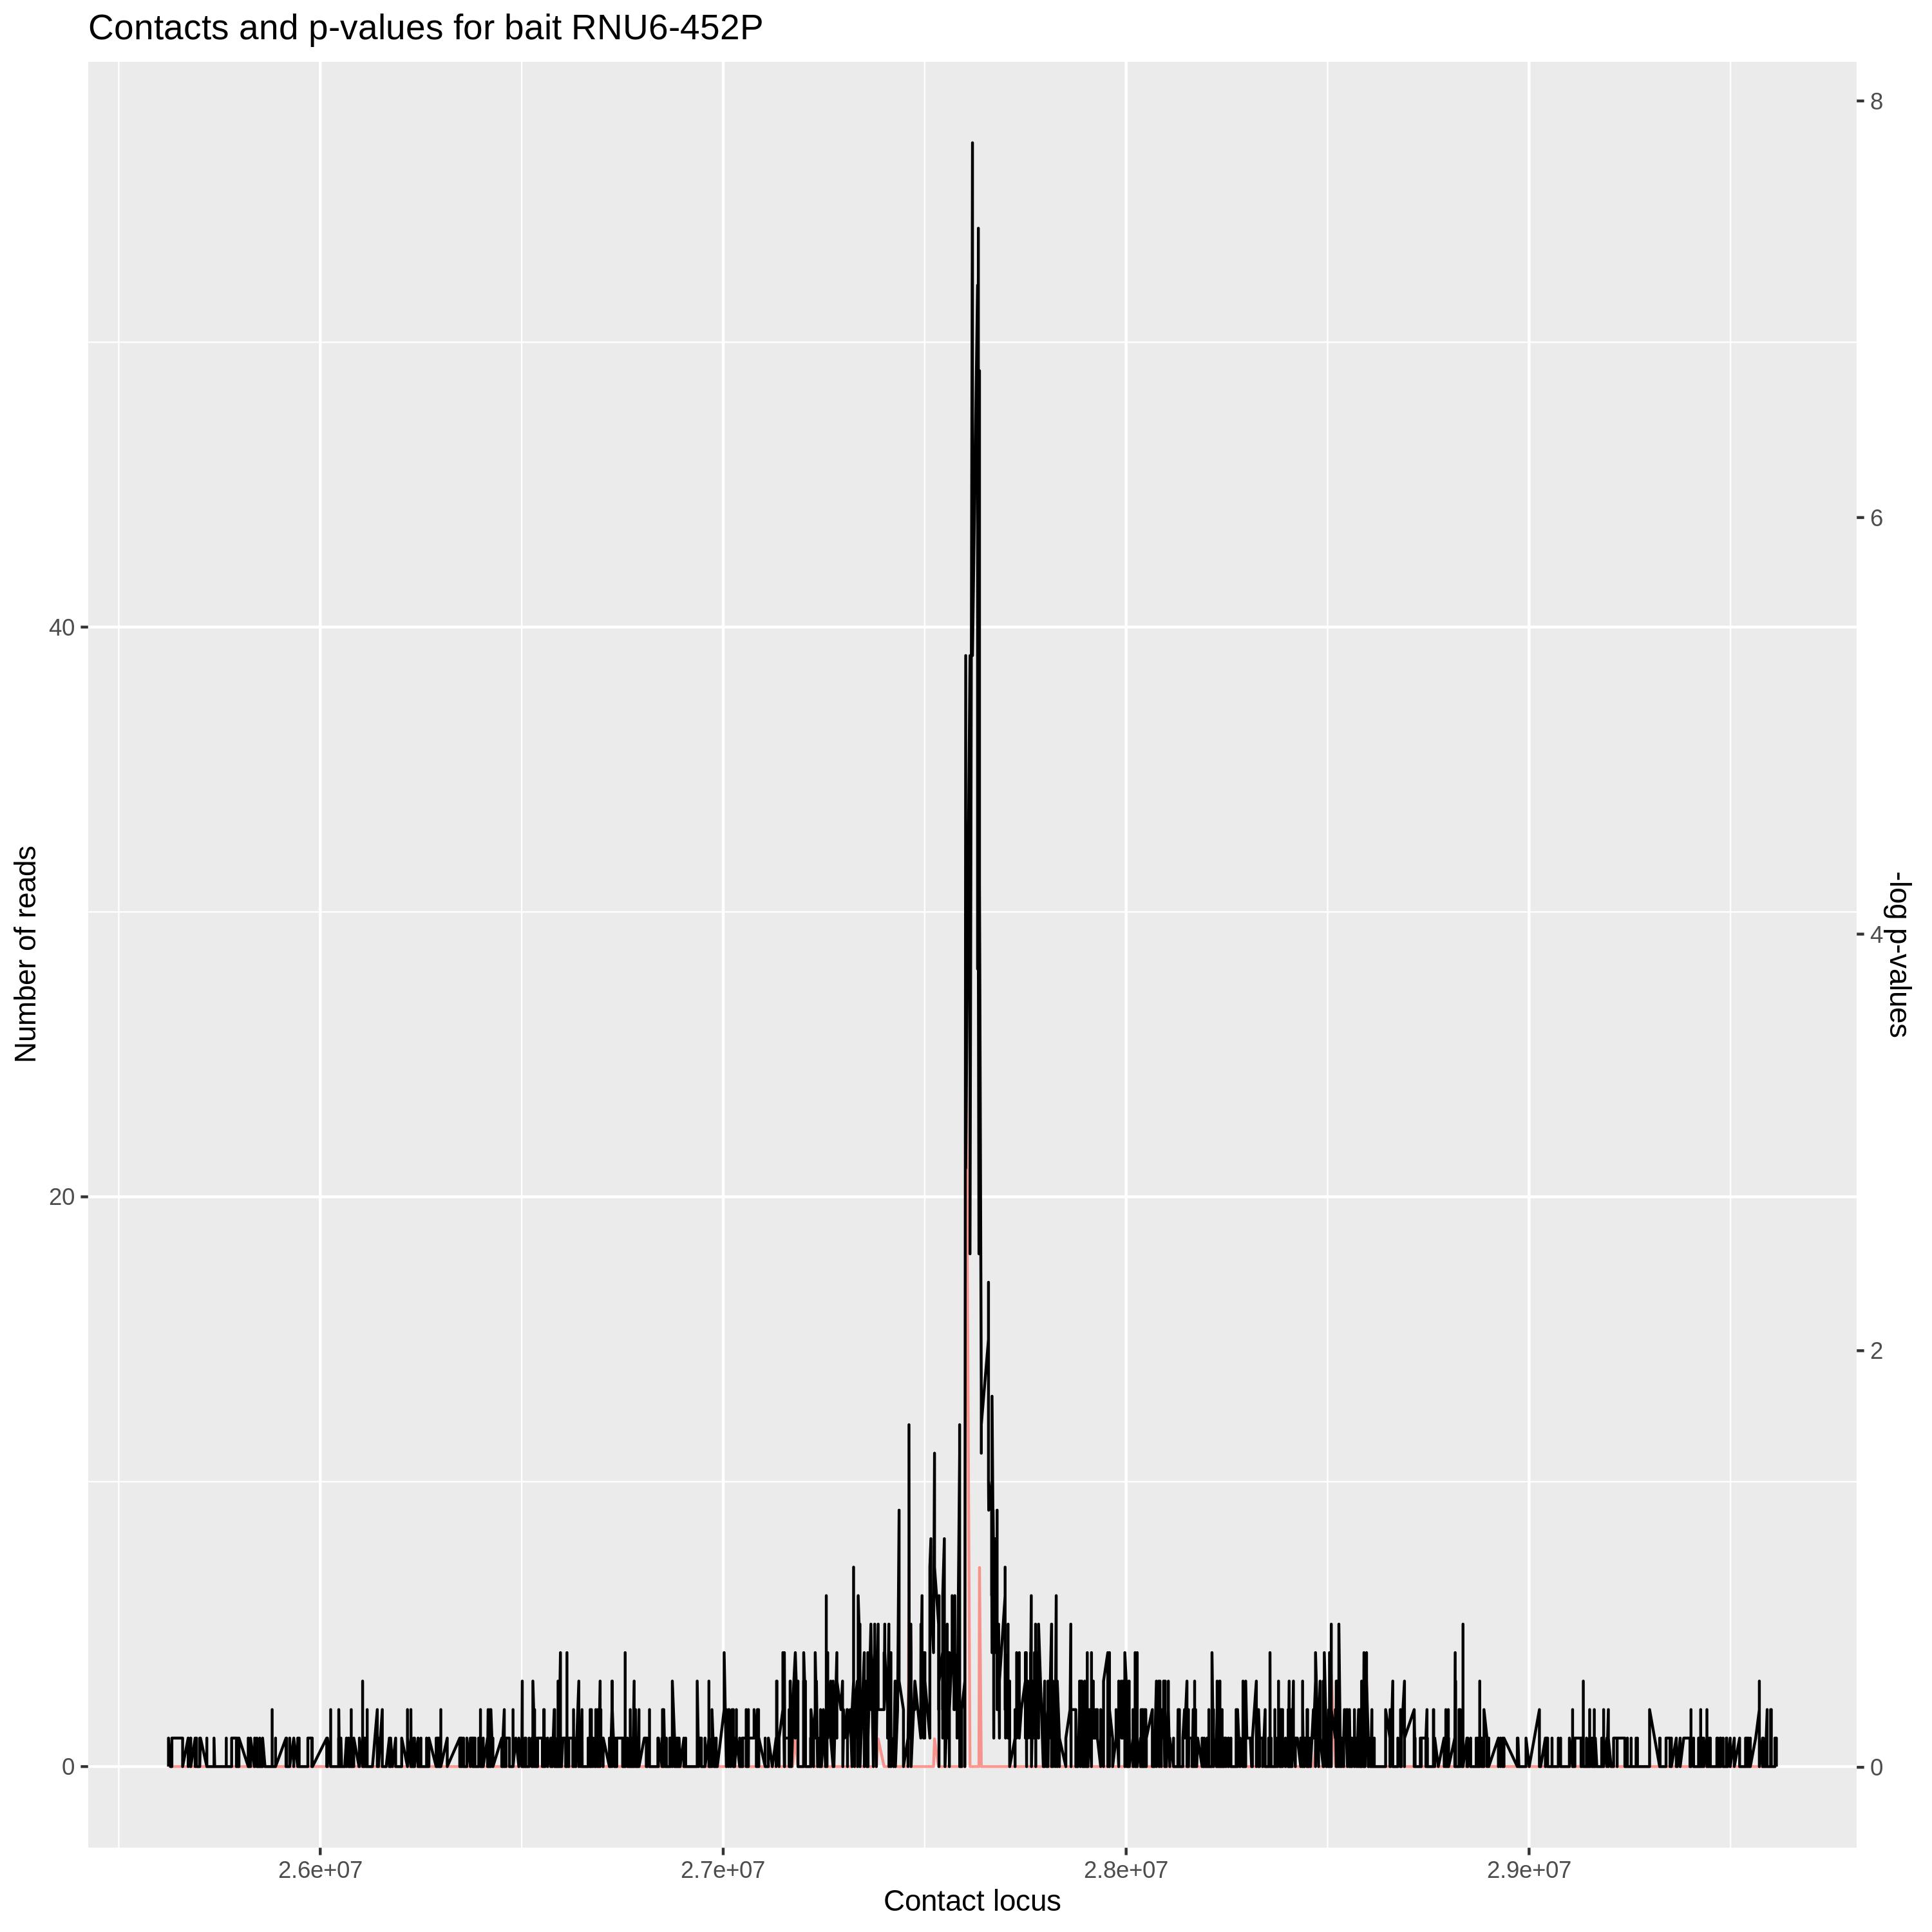 Contacts and p-values for bait RNU6-452P
Number of reads
40
20
0
8
6
4
2
0
-log p-values
2.6e+07
2.7e+07
2.8e+07
2.9e+07
Contact locus